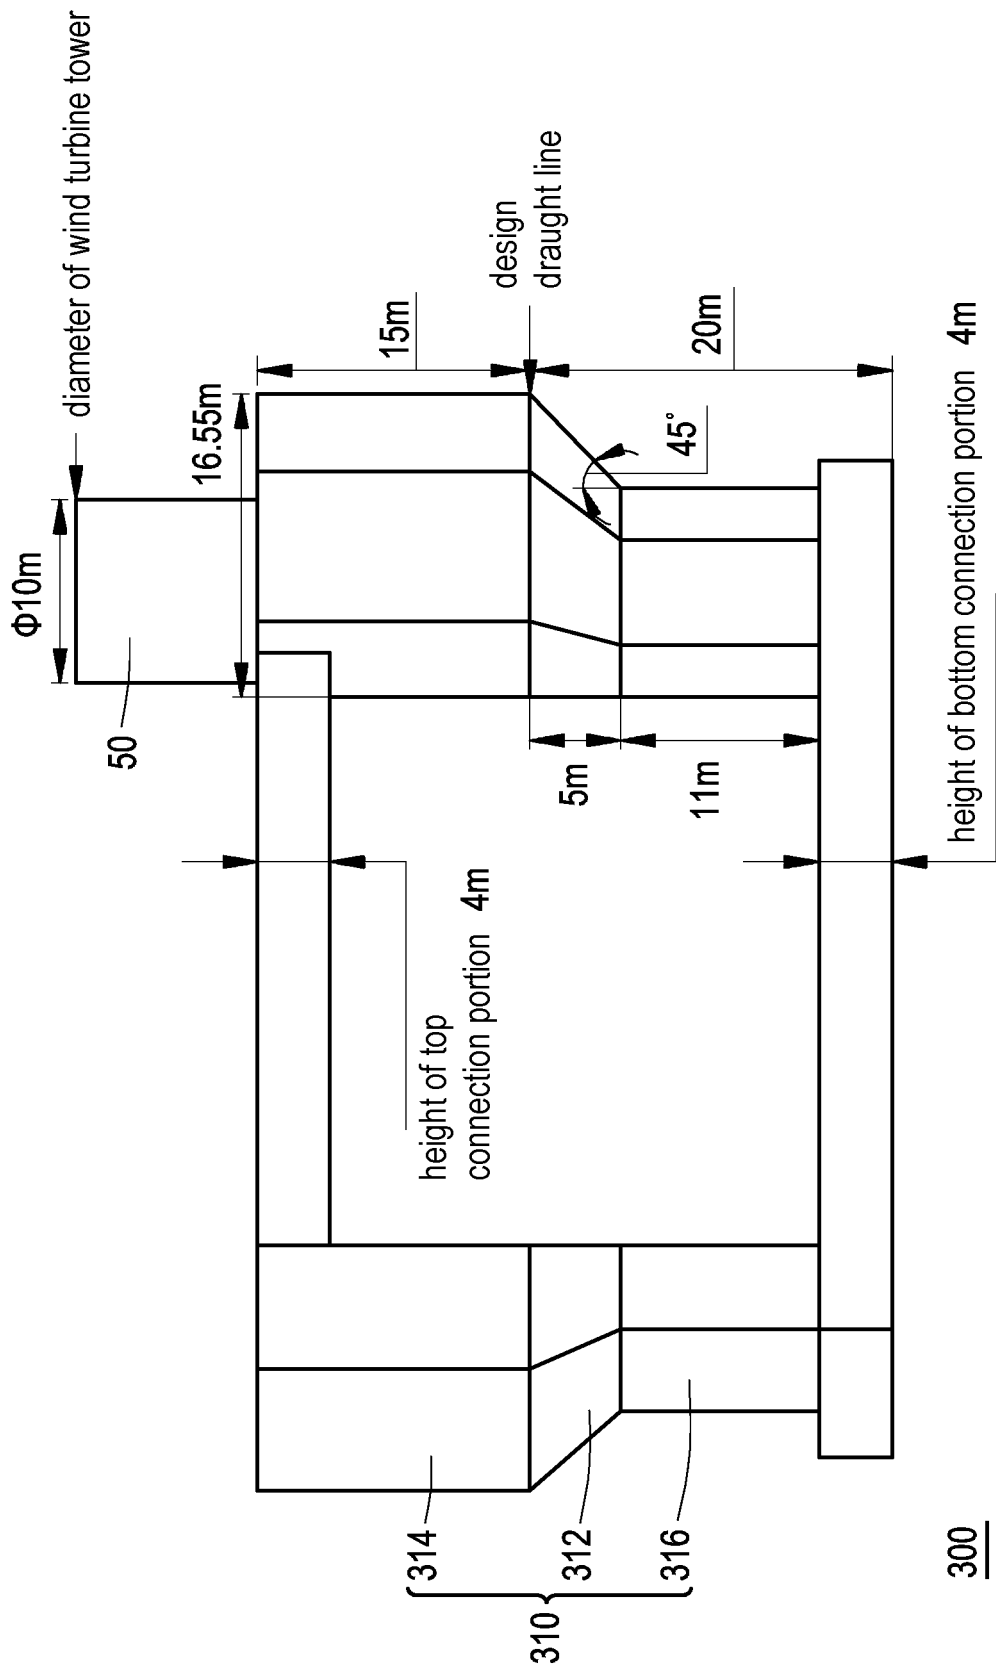 diameter of wind turbine tower
Φ10m
50
16.55m
15m
design
draught line
45°
20m
5m
11m
height of top
connection portion 4m
height of bottom connection portion 4m
314
312
316
310
300